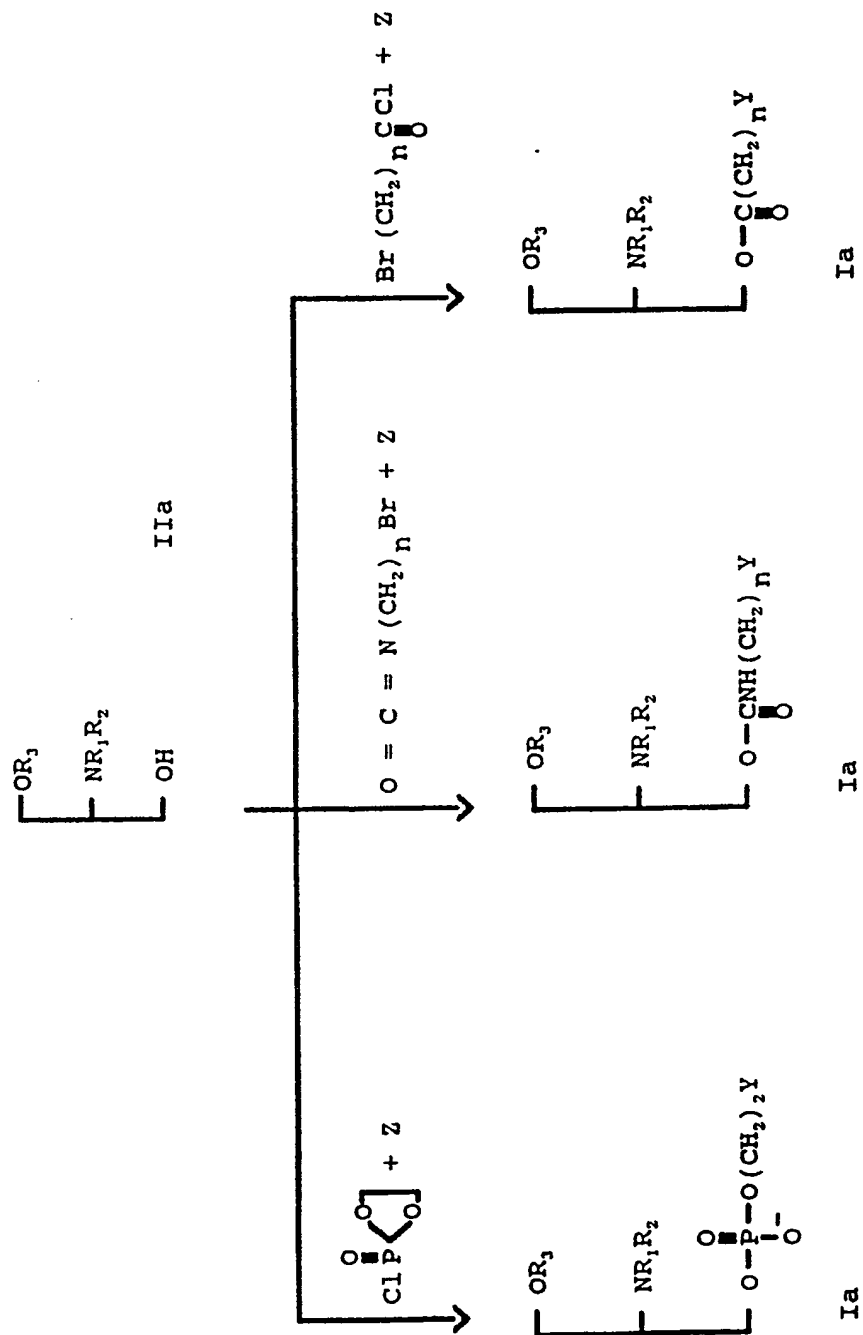 OR₃
NR₁R₂
OH
IIa
O
ClP
O
O
+ Z
O = C = N(CH₂)ₙBr + Z
Br(CH₂)ₙCCl + Z
O
OR₃
NR₁R₂
O
O—P—O(CH₂)₂Y
O⁻
Ia
OR₃
NR₁R₂
O—CNH(CH₂)ₙY
O
Ia
OR₃
NR₁R₂
O—C(CH₂)ₙY
O
Ia